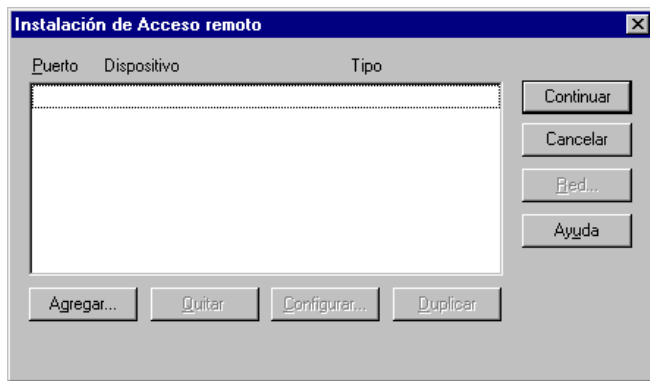 Instalación de Acceso remoto
Puerto Dispositivo Tipo
Continuar
Cancelar
Red...
Ayuda
Agregar... Quitar Configurar... Duplicar